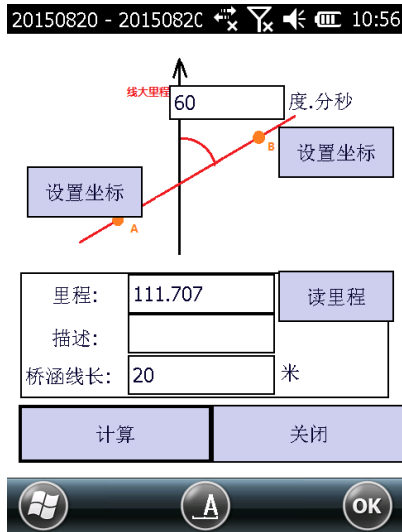 20150820 - 20150820 10:56
线大里程 60 度.分秒
B 设置坐标
设置坐标
A
里程: 111.707 读里程
描述:
桥涵线长: 20 米
计算 关闭
A OK